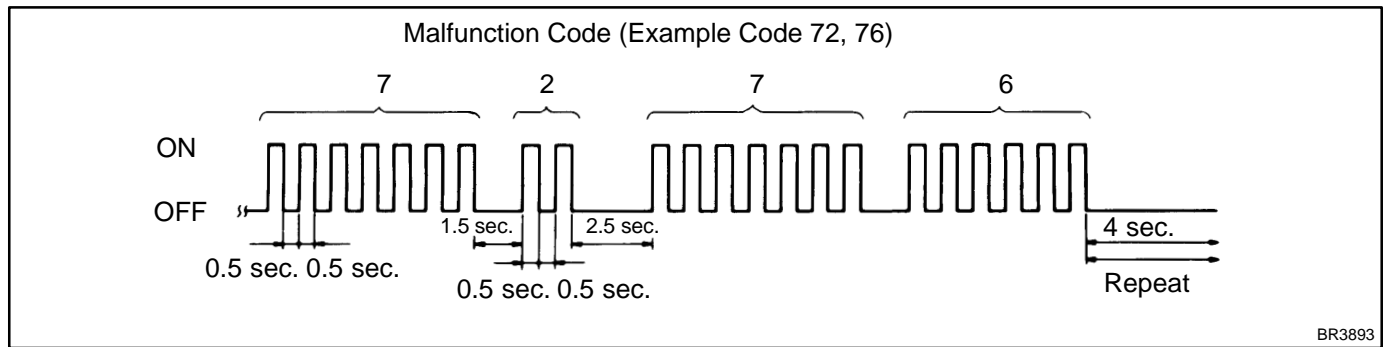 Malfunction Code (Example Code 72, 76)
7 2 7 6
ON
OFF
1.5 sec. 2.5 sec. 4 sec.
0.5 sec. 0.5 sec.
0.5 sec. 0.5 sec.
Repeat
BR3893